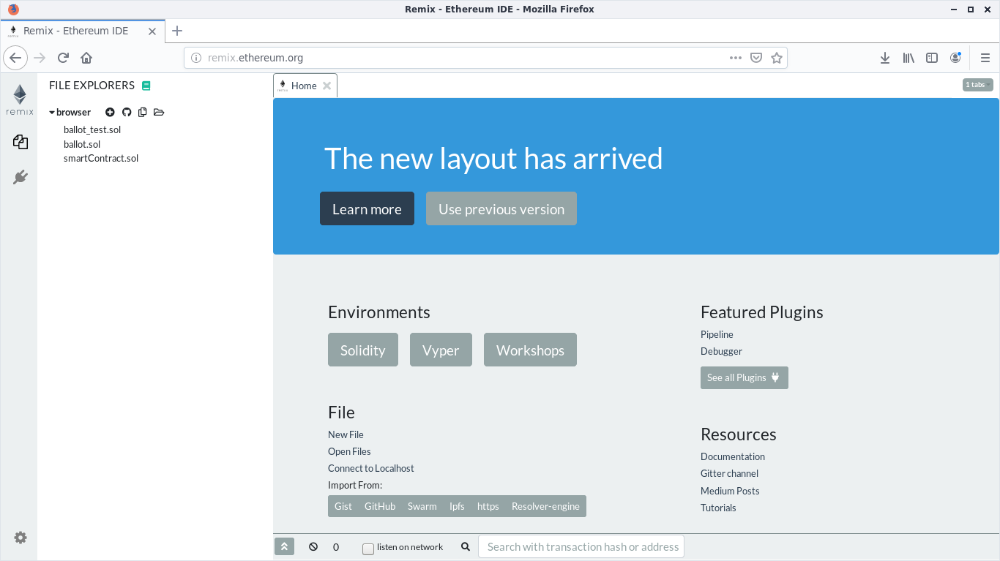 Remix - Ethereum IDE - Mozilla Firefox
Remix - Ethereum IDE
remix.ethereum.org
FILE EXPLORERS
Home
1 tabs
remix
browser
ballot_test.sol
ballot.sol
smartContract.sol
The new layout has arrived
Learn more
Use previous version
Environments
Solidity
Vyper
Workshops
File
New File
Open Files
Connect to Localhost
Import From:
Gist
GitHub
Swarm
Ipfs
https
Resolver-engine
Featured Plugins
Pipeline
Debugger
See all Plugins
Resources
Documentation
Gitter channel
Medium Posts
Tutorials
0
listen on network
Search with transaction hash or address